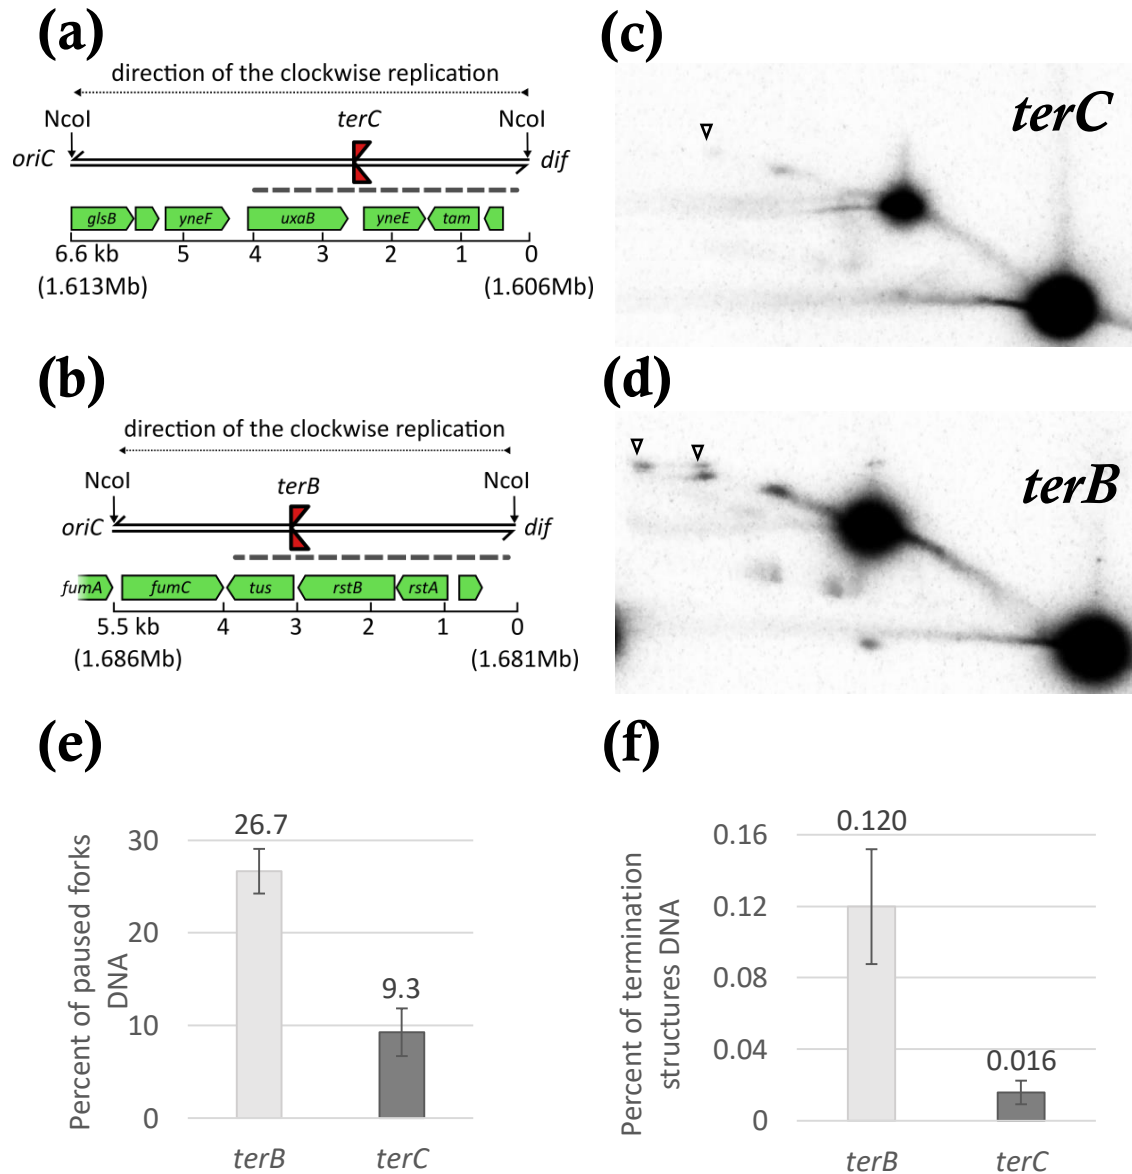 (a)
direction of the clockwise replication
NcoI terC NcoI
oriC dif
glsB yneF uxaB yneE tam
6.6 kb 5 4 3 2 1 0
(1.613Mb) (1.606Mb)
(b)
direction of the clockwise replication
NcoI terB NcoI
oriC dif
fumA fumC tus rstB rstA
5.5 kb 4 3 2 1 0
(1.686Mb) (1.681Mb)
(c)
terC
(d)
terB
(e)
Percent of paused forks
DNA
30
20
10
0
26.7
9.3
terB terC
(f)
Percent of termination
structures DNA
0.16
0.12
0.08
0.04
0
0.120
0.016
terB terC